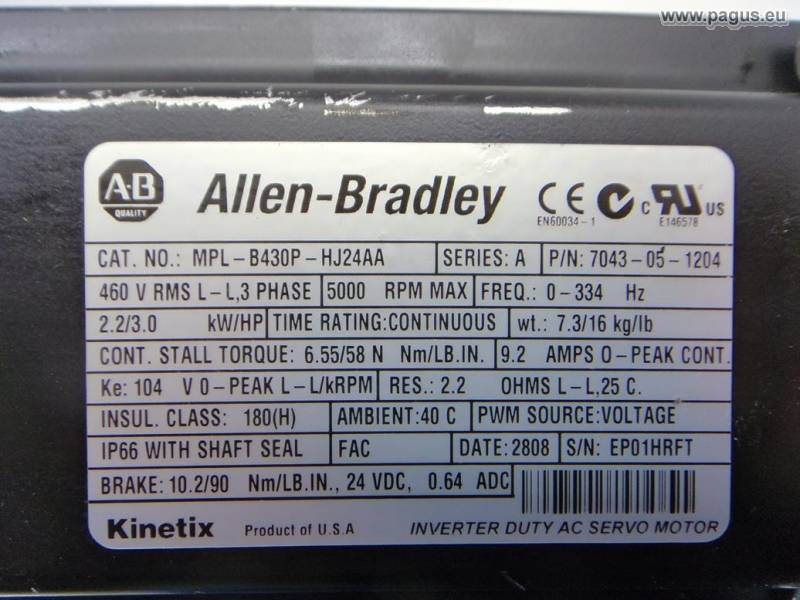 www.pagus.eu
A-B QUALITY Allen-Bradley CE EN60034-1 C RU US E146578
CAT. NO.: MPL-B430P-HJ24AA SERIES: A P/N: 7043-05-1204
460 V RMS L-L,3 PHASE 5000 RPM MAX FREQ.: 0-334 Hz
2.2/3.0 kW/HP TIME RATING:CONTINUOUS wt.: 7.3/16 kg/lb
CONT. STALL TORQUE: 6.55/58 N Nm/LB.IN. 9.2 AMPS O-PEAK CONT.
Ke: 104 V 0-PEAK L-L/kRPM RES.: 2.2 OHMS L-L,25 C.
INSUL. CLASS: 180(H) AMBIENT:40 C PWM SOURCE:VOLTAGE
IP66 WITH SHAFT SEAL FAC DATE: 2808 S/N: EP01HRFT
BRAKE: 10.2/90 Nm/LB.IN., 24 VDC, 0.64 ADC
Kinetix Product of U.S.A INVERTER DUTY AC SERVO MOTOR